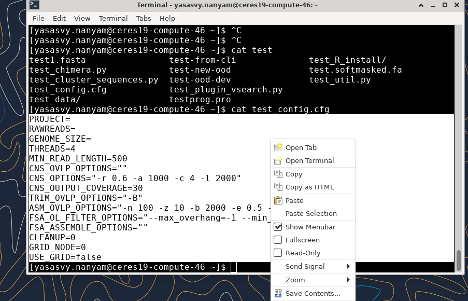 Terminal - yasasvy.nanyam@ceres19-compute-46:~
File Edit View Terminal Tabs Help
[yasasvy.nanyam@ceres19-compute-46 ~]$ ^C
[yasasvy.nanyam@ceres19-compute-46 ~]$ ^C
[yasasvy.nanyam@ceres19-compute-46 ~]$ cat test
test1.fasta test-from-cli test_R_install/
test_chimera.py test-new-ood test.softmasked.fa
test_cluster_sequences.py test-ood-dev test_util.py
test_config.cfg test_plugin_vsearch.py
test_data/ testprog.pro
[yasasvy.nanyam@ceres19-compute-46 ~]$ cat test_config.cfg
PROJECT=
RAWREADS=
GENOME_SIZE=
THREADS=4
MIN_READ_LENGTH=500
CNS_OVLP_OPTIONS=""
CNS_OPTIONS="-r 0.6 -a 1000 -c 4 -l 2000"
CNS_OUTPUT_COVERAGE=30
TRIM_OVLP_OPTIONS="-B"
ASM_OVLP_OPTIONS="-n 100 -z 10 -b 2000 -e 0.5 -
FSA_OL_FILTER_OPTIONS="--max_overhang=-1 --min_
FSA_ASSEMBLE_OPTIONS=""
CLEANUP=0
GRID_NODE=0
USE_GRID=false
[yasasvy.nanyam@ceres19-compute-46 ~]$
Open Tab
Open Terminal
Copy
Copy as HTML
Paste
Paste Selection
Show Menubar
Fullscreen
Read-Only
Send Signal
Zoom
Save Contents...